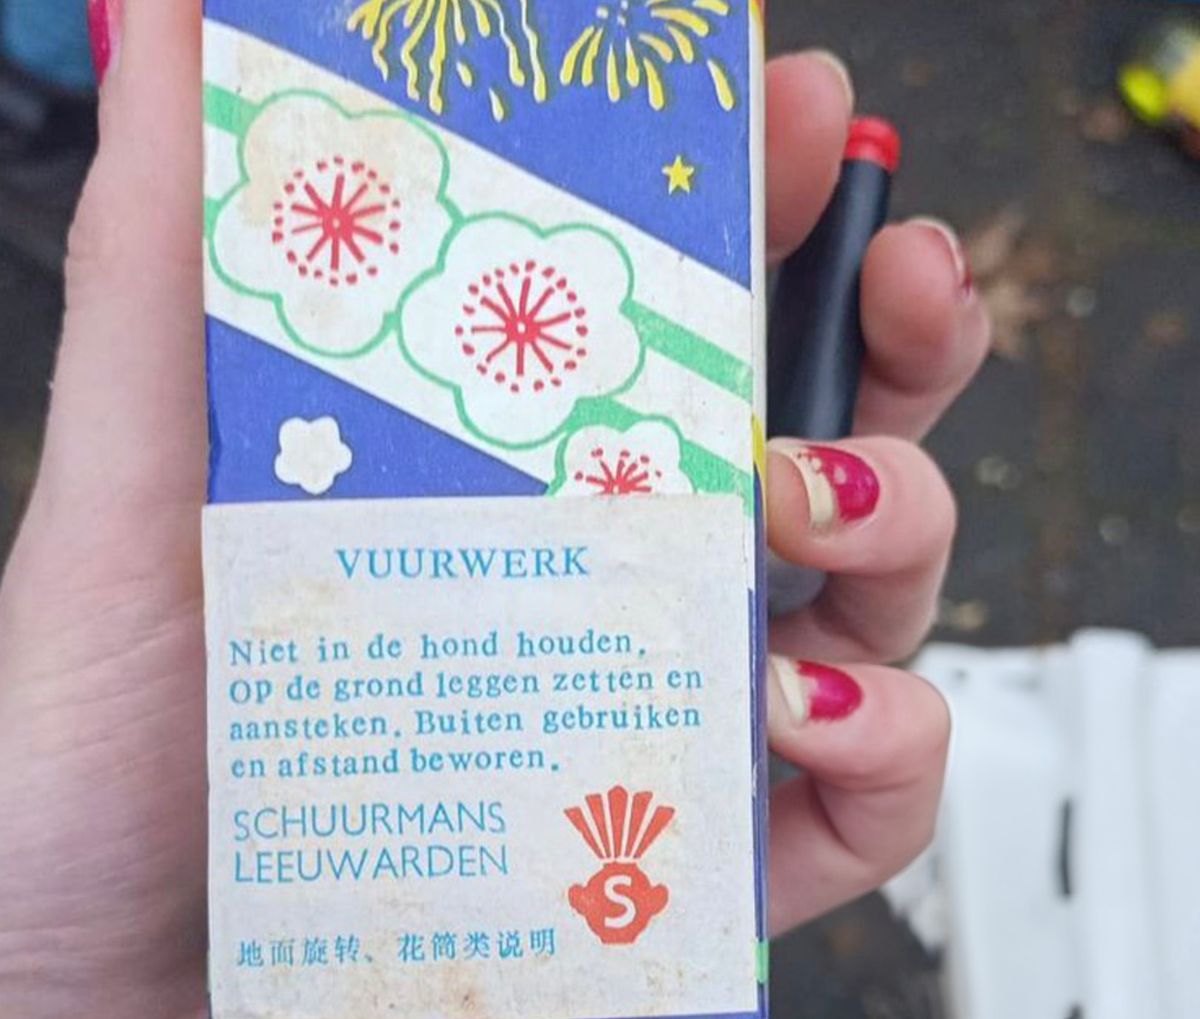 VUURWERK
Niet in de hond houden.
Op de grond leggen zetten en
aansteken. Buiten gebruiken
en afstand beworen.
SCHUURMANS
LEEUWARDEN
S
地面旋转、花筒类说明